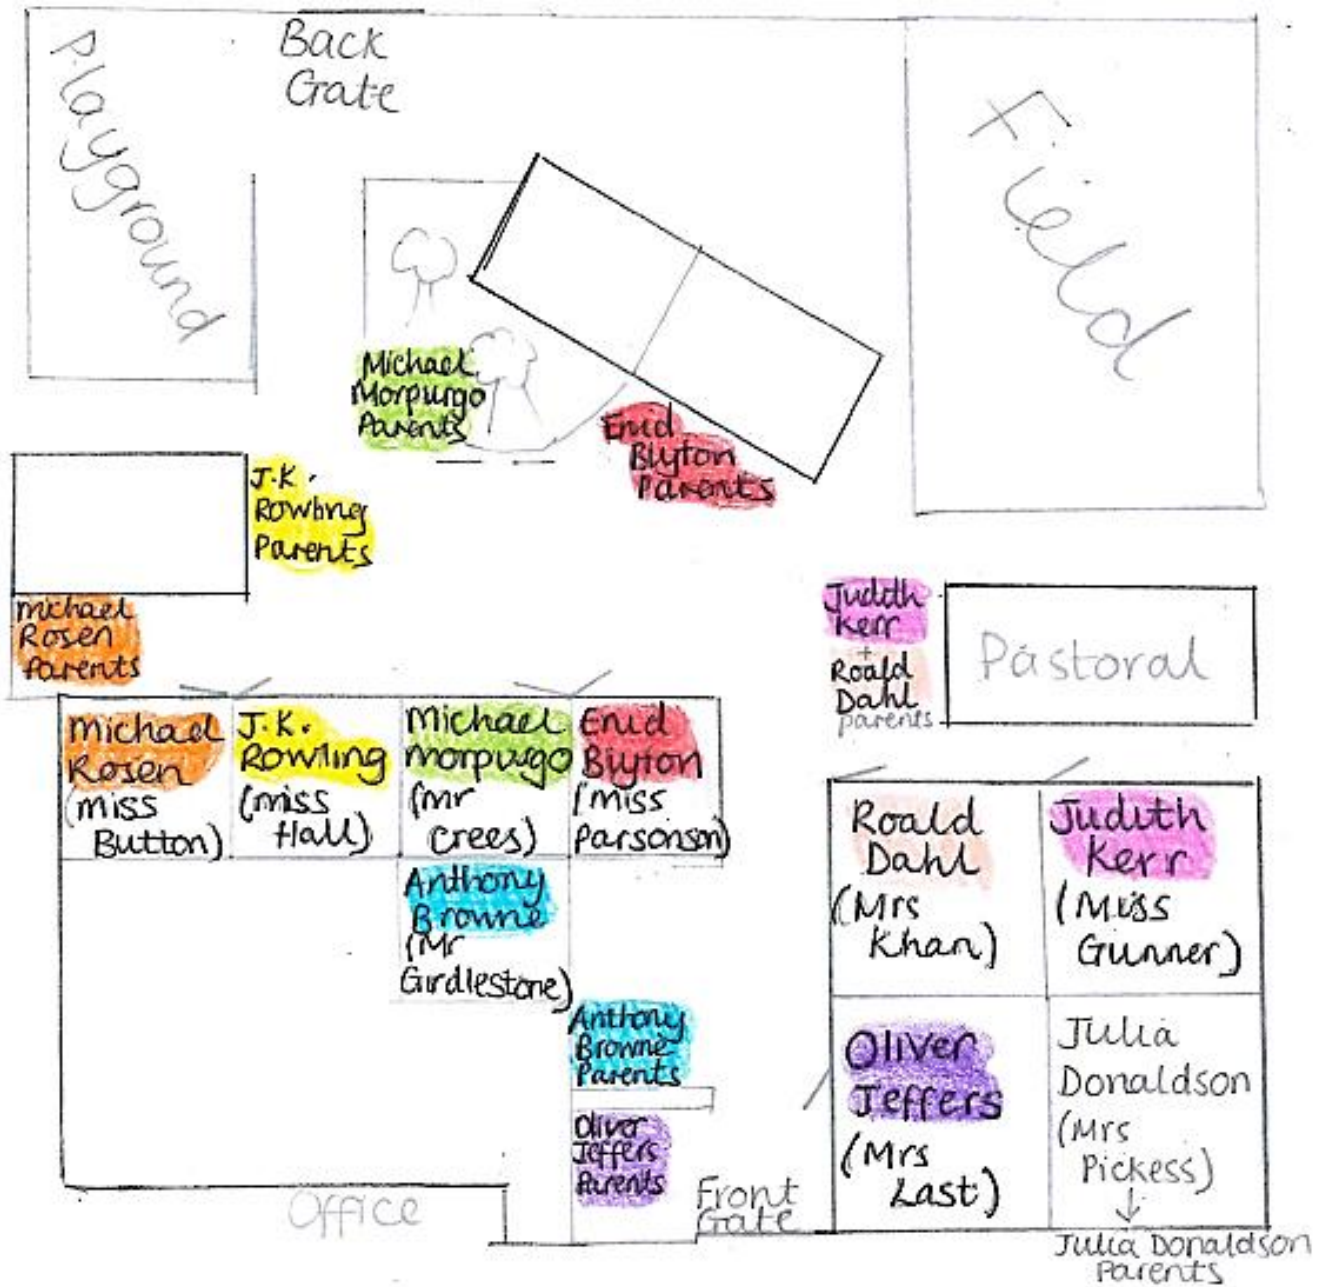 Playground
Back
Gate
Field
Michael
Morpurgo
Parents
Enid
Blyton
Parents
J.K.
Rowling
Parents
Michael
Rosen
Parents
Judith
Kerr
+
Roald
Dahl
parents
Pastoral
Michael
Rosen
(Miss
Button)
J.K.
Rowling
(Miss
Hall)
Michael
Morpurgo
(Mr
Crees)
Enid
Blyton
(Miss
Parsonson)
Anthony
Browne
(Mr
Girdlestone)
Roald
Dahl
(Mrs
Khan)
Judith
Kerr
(Miss
Gunner)
Anthony
Browne
Parents
Oliver
Jeffers
Parents
Oliver
Jeffers
(Mrs
Last)
Julia
Donaldson
(Mrs
Pickess)
Office
Front
Gate
Julia Donaldson
Parents